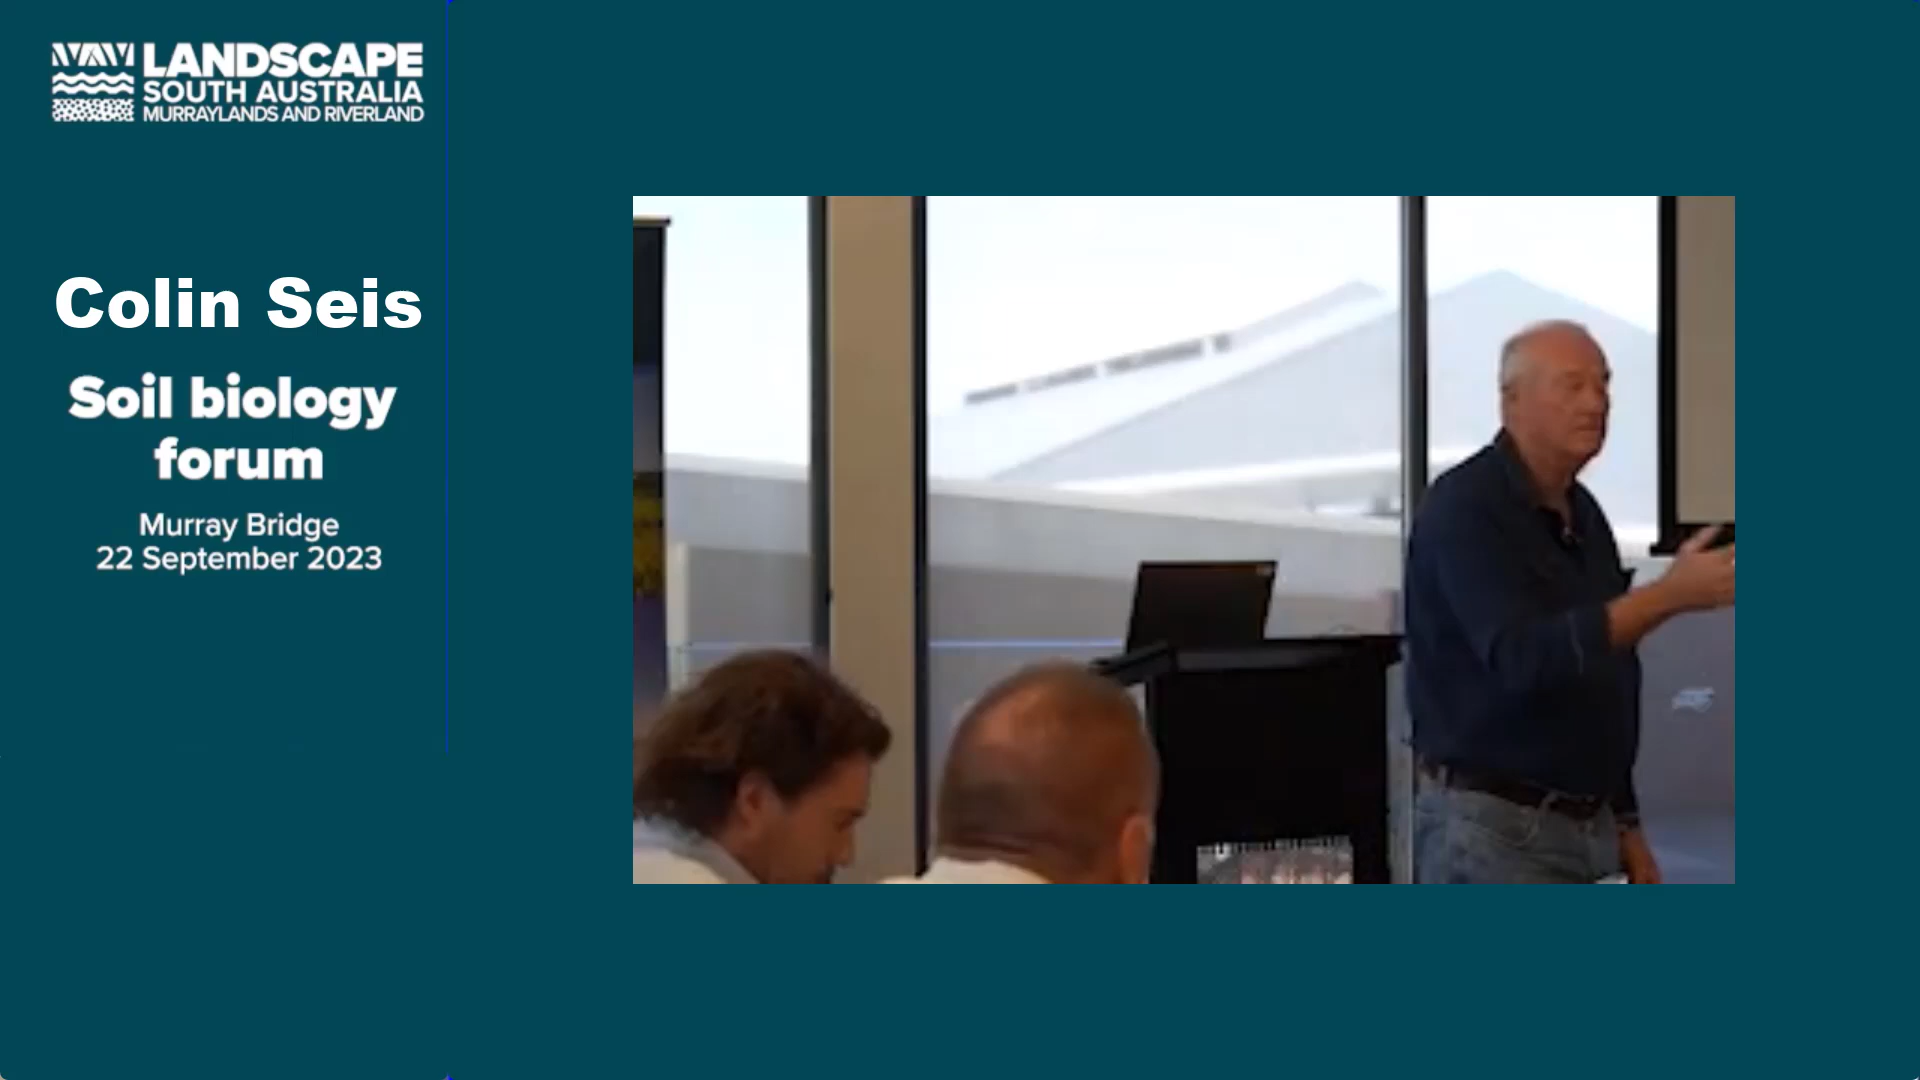 LANDSCAPE
SOUTH AUSTRALIA
MURRAYLANDS AND RIVERLAND
Colin Seis
Soil biology
forum
Murray Bridge
22 September 2023